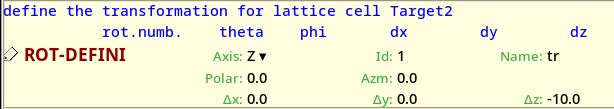 define the transformation for lattice cell Target2
rot.numb. theta phi dx dy dz
ROT-DEFINI Axis: Z ▾ Id: 1 Name: tr
Polar: 0.0 Azm: 0.0
Δx: 0.0 Δy: 0.0 Δz: -10.0